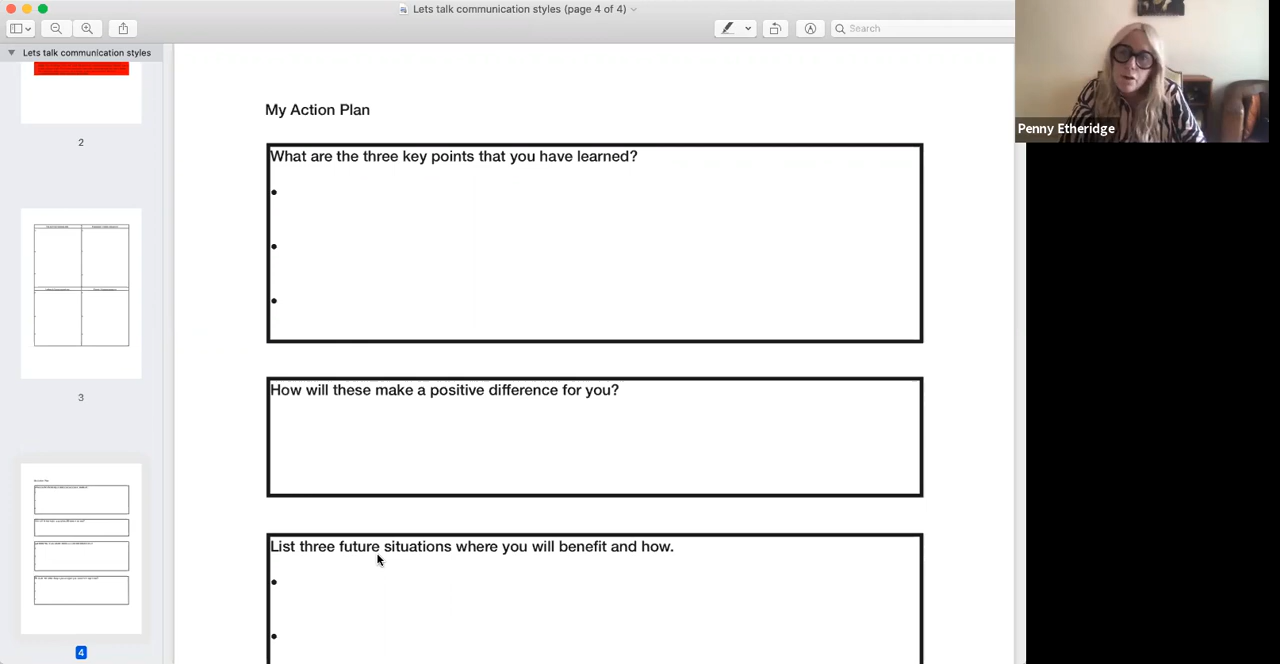 Lets talk communication styles (page 4 of 4)
Search
Lets talk communication styles
2
3
4
My Action Plan
What are the three key points that you have learned?
•
•
•
How will these make a positive difference for you?
List three future situations where you will benefit and how.
•
•
Penny Etheridge